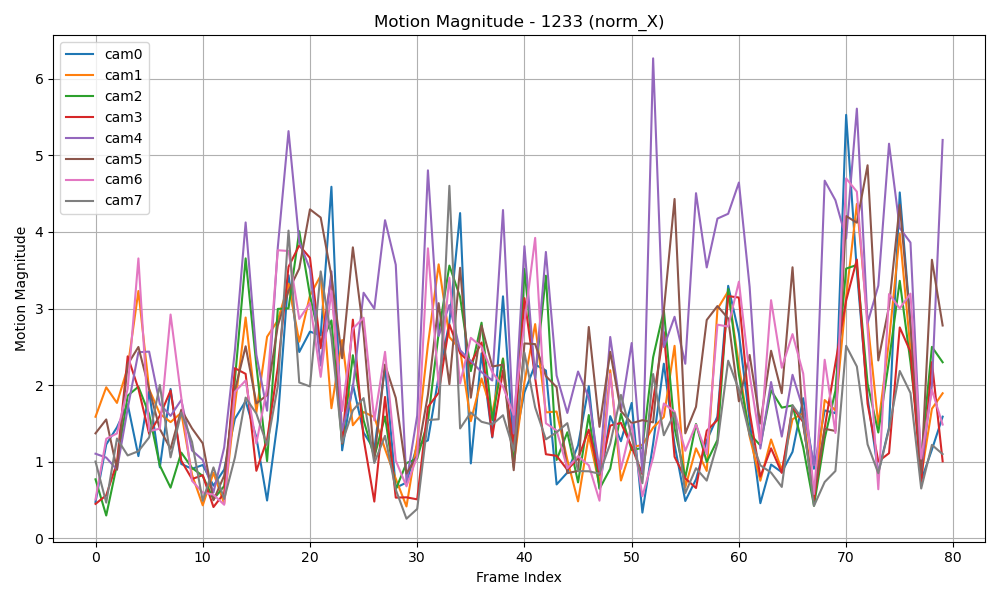 Motion Magnitude - 1233 (norm_X)
cam0
cam1
cam2
cam3
cam4
cam5
cam6
cam7
Motion Magnitude
6
5
4
3
2
1
0
0 10 20 30 40 50 60 70 80
Frame Index